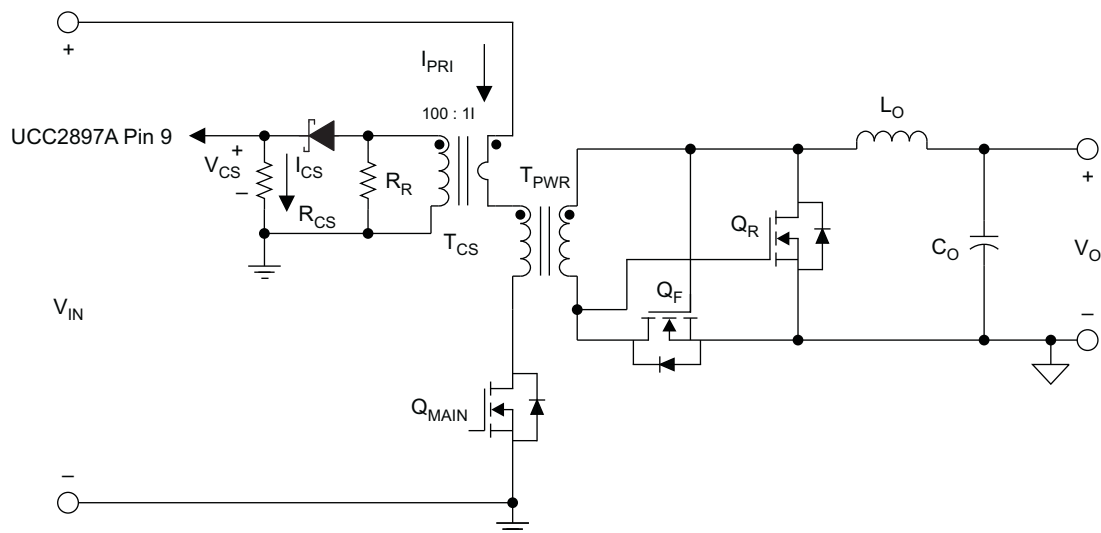 +
I_PRI
100 : 1I
L_O
UCC2897A Pin 9
+
V_CS
I_CS
R_R
T_PWR
+
–
R_CS
T_CS
Q_R
C_O
V_O
Q_F
V_IN
–
Q_MAIN
–